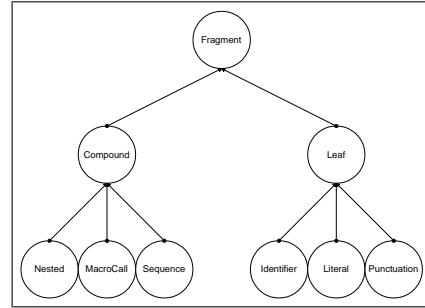 Fragment
Compound Leaf
Nested MacroCall Sequence Identifier Literal Punctuation